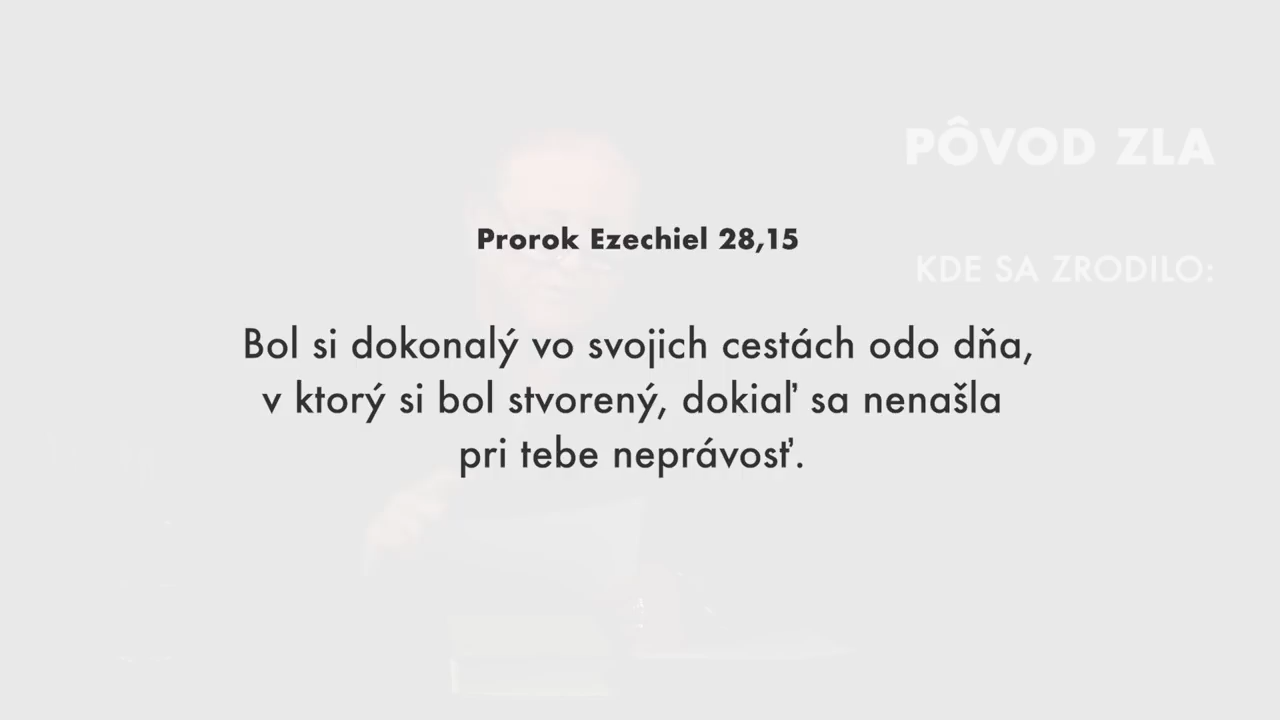 PÔVOD ZLA
Prorok Ezechiel 28,15
KDE SA ZRODILO:
Bol si dokonalý vo svojich cestách odo dňa,
v ktorý si bol stvorený, dokiaľ sa nenašla
pri tebe neprávosť.